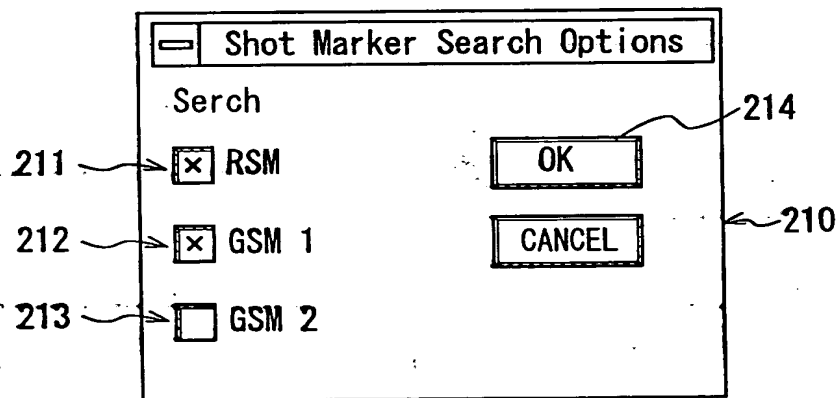 Shot Marker Search Options
Serch
214
211 RSM OK
210
212 GSM 1 CANCEL
213 GSM 2